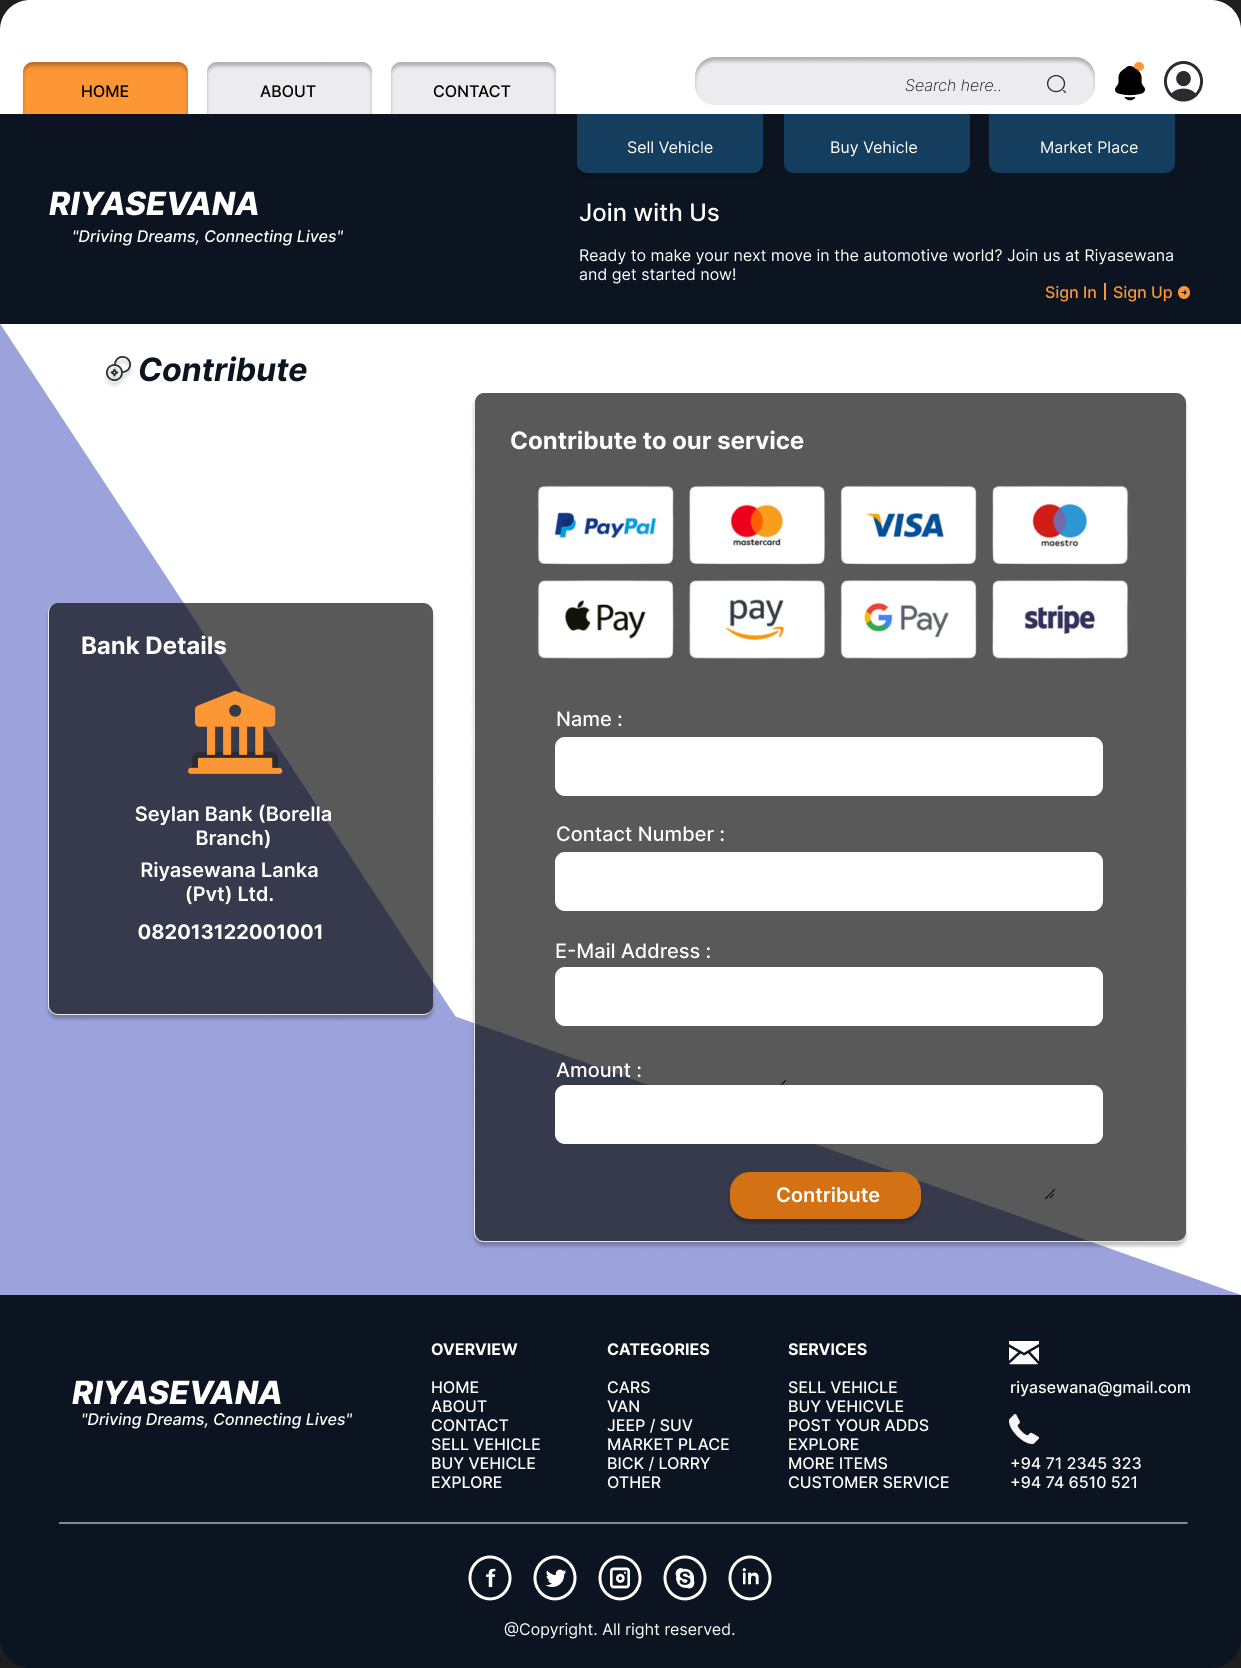 HOME
ABOUT
CONTACT
Search here..
Sell Vehicle
Buy Vehicle
Market Place
RIYASEVANA
"Driving Dreams, Connecting Lives"
Join with Us
Ready to make your next move in the automotive world? Join us at Riyasewana
and get started now!
Sign In | Sign Up
Contribute
Contribute to our service
PayPal
mastercard
VISA
maestro
Pay
pay
G Pay
stripe
Bank Details
Seylan Bank (Borella
Branch)
Riyasewana Lanka
(Pvt) Ltd.
082013122001001
Name :
Contact Number :
E-Mail Address :
Amount :
Contribute
RIYASEVANA
"Driving Dreams, Connecting Lives"
OVERVIEW
HOME
ABOUT
CONTACT
SELL VEHICLE
BUY VEHICLE
EXPLORE
CATEGORIES
CARS
VAN
JEEP / SUV
MARKET PLACE
BICK / LORRY
OTHER
SERVICES
SELL VEHICLE
BUY VEHICVLE
POST YOUR ADDS
EXPLORE
MORE ITEMS
CUSTOMER SERVICE
riyasewana@gmail.com
+94 71 2345 323
+94 74 6510 521
@Copyright. All right reserved.